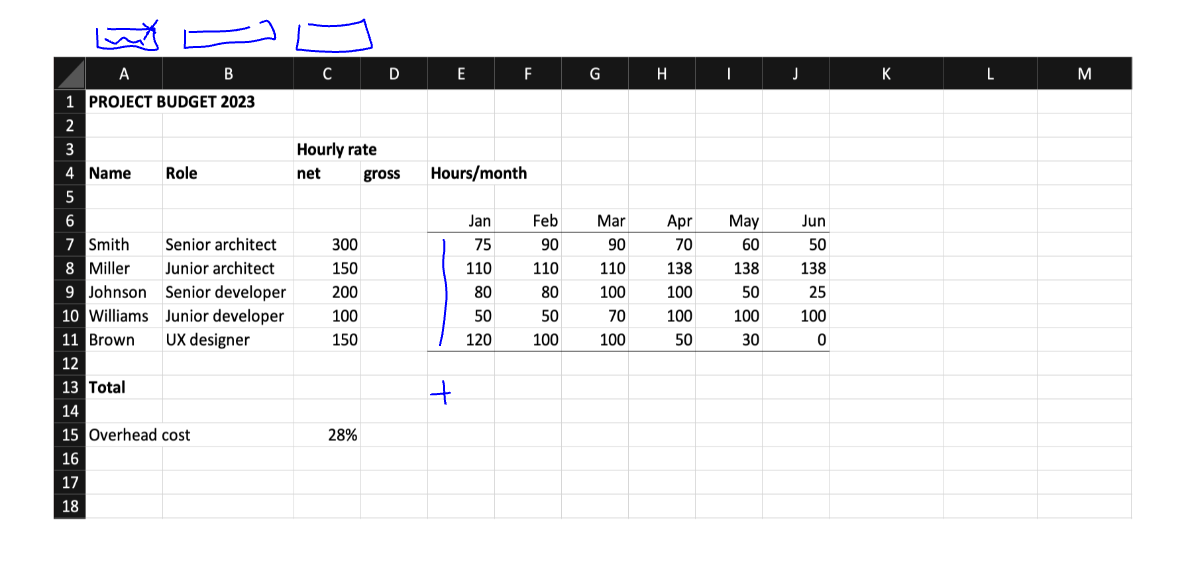 A B C D E F G H I J K L M
1 PROJECT BUDGET 2023
2
3 Hourly rate
4 Name Role net gross Hours/month
5
6 Jan Feb Mar Apr May Jun
7 Smith Senior architect 300 75 90 90 70 60 50
8 Miller Junior architect 150 110 110 110 138 138 138
9 Johnson Senior developer 200 80 80 100 100 50 25
10 Williams Junior developer 100 50 50 70 100 100 100
11 Brown UX designer 150 120 100 100 50 30 0
12
13 Total +
14
15 Overhead cost 28%
16
17
18